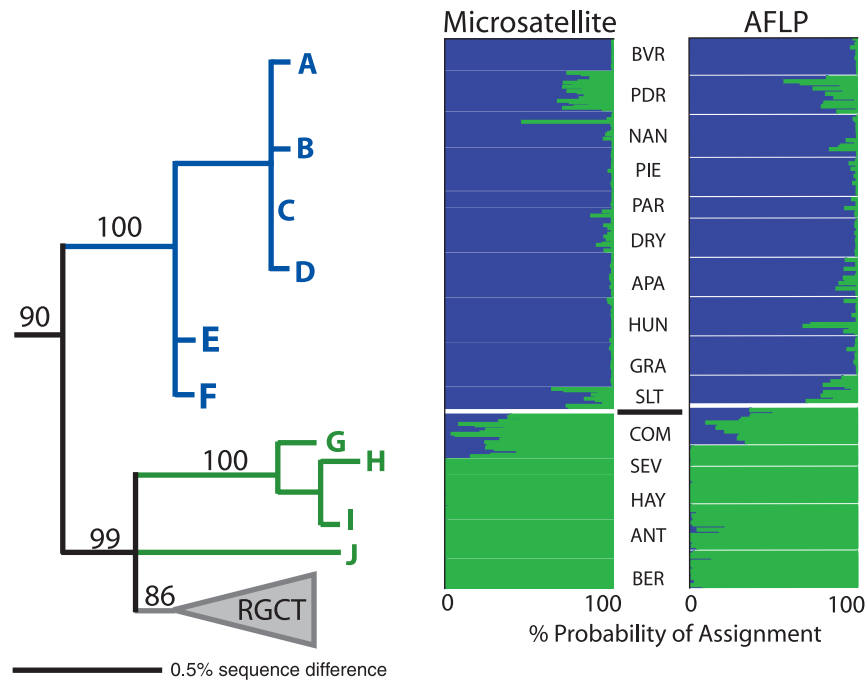 Microsatellite AFLP
A
B
C
D
E
F
G
H
I
J
100
90
100
99
86
RGCT
0.5% sequence difference
BVR
PDR
NAN
PIE
PAR
DRY
APA
HUN
GRA
SLT
COM
SEV
HAY
ANT
BER
0 100 0 100
% Probability of Assignment